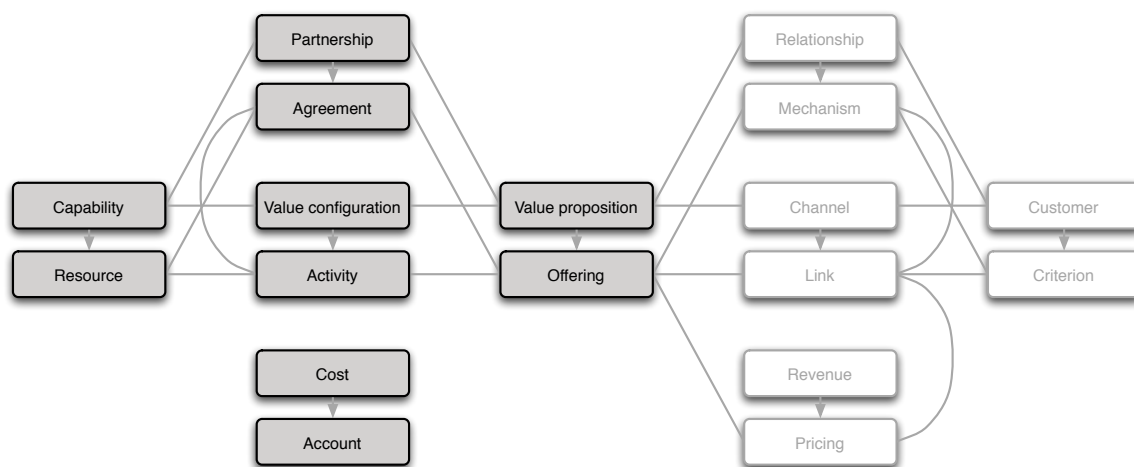 Partnership
Relationship
Agreement
Mechanism
Capability
Value configuration
Value proposition
Channel
Customer
Resource
Activity
Offering
Link
Criterion
Cost
Revenue
Account
Pricing